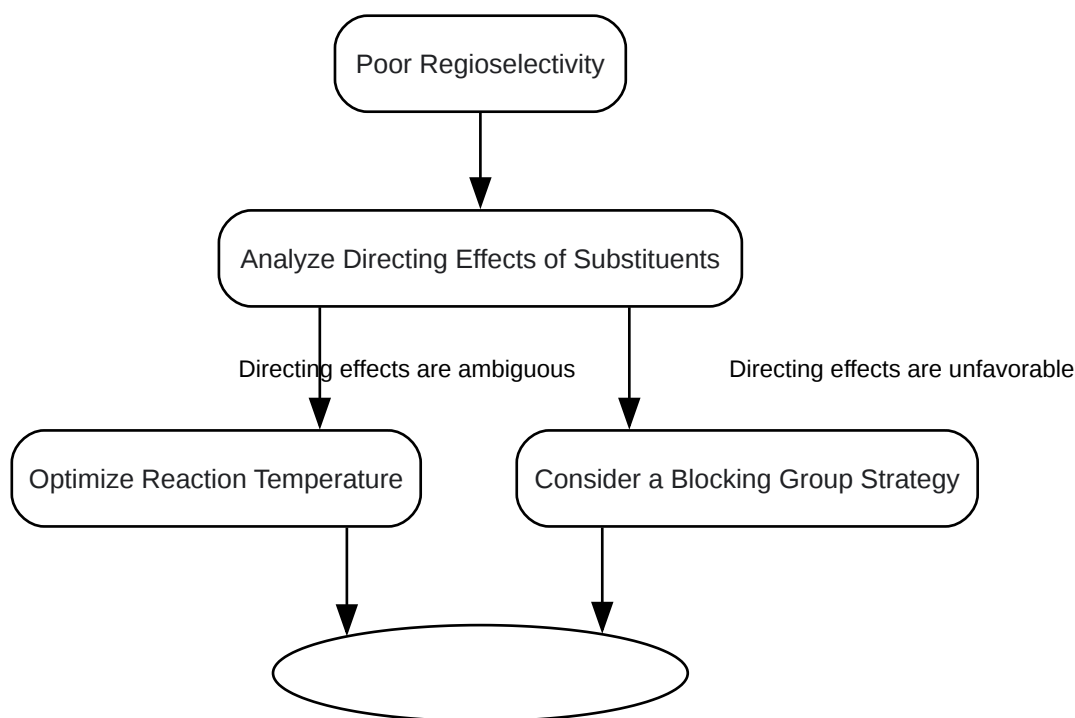 Poor Regioselectivity
Analyze Directing Effects of Substituents
Directing effects are ambiguous
Directing effects are unfavorable
Optimize Reaction Temperature
Consider a Blocking Group Strategy